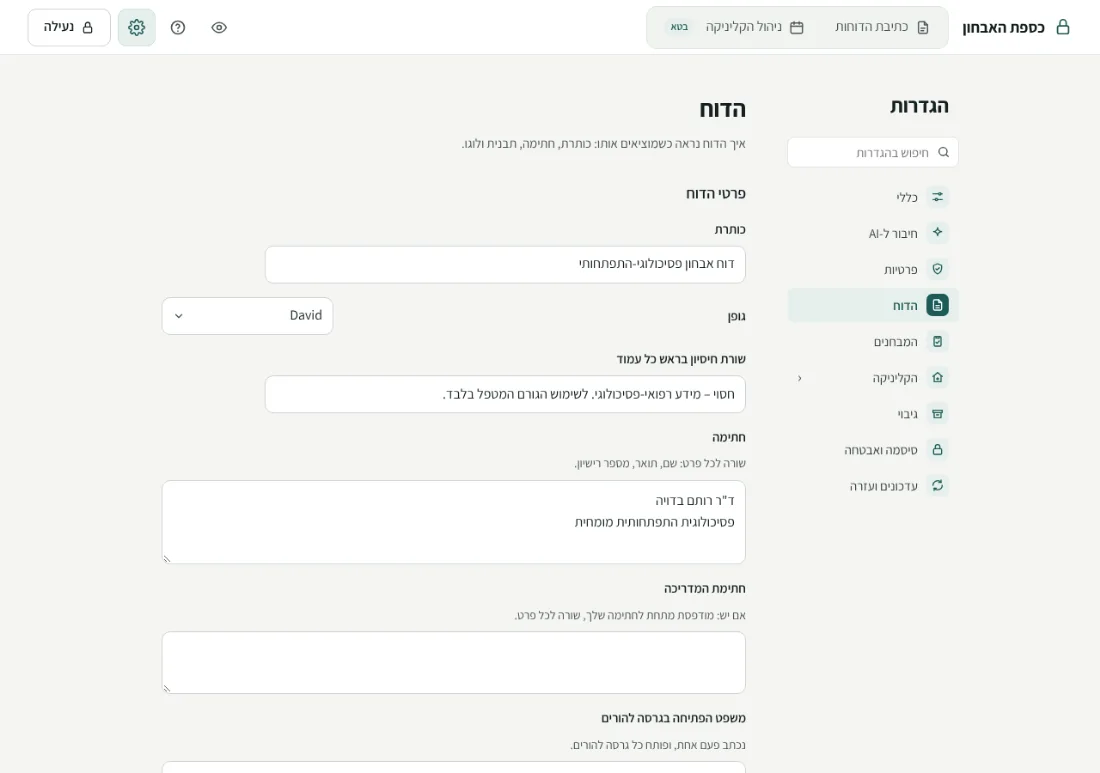 כספת האבחון
כתיבת הדוחות
ניהול הקליניקה
בטא
נעילה
הגדרות
חיפוש בהגדרות
כללי
חיבור ל-AI
פרטיות
הדוח
המבחנים
הקליניקה
גיבוי
סיסמה ואבטחה
עדכונים ועזרה
הדוח
איך הדוח נראה כשמוציאים אותו: כותרת, חתימה, תבנית ולוגו.
פרטי הדוח
כותרת
דוח אבחון פסיכולוגי-התפתחותי
גופן
David
שורת חיסיון בראש כל עמוד
חסוי – מידע רפואי-פסיכולוגי. לשימוש הגורם המטפל בלבד.
חתימה
שורה לכל פרט: שם, תואר, מספר רישיון.
ד"ר רותם בדויה
פסיכולוגית התפתחותית מומחית
חתימת המדריכה
אם יש: מודפסת מתחת לחתימה שלך, שורה לכל פרט.
משפט הפתיחה בגרסה להורים
נכתב פעם אחת, ופותח כל גרסה להורים.